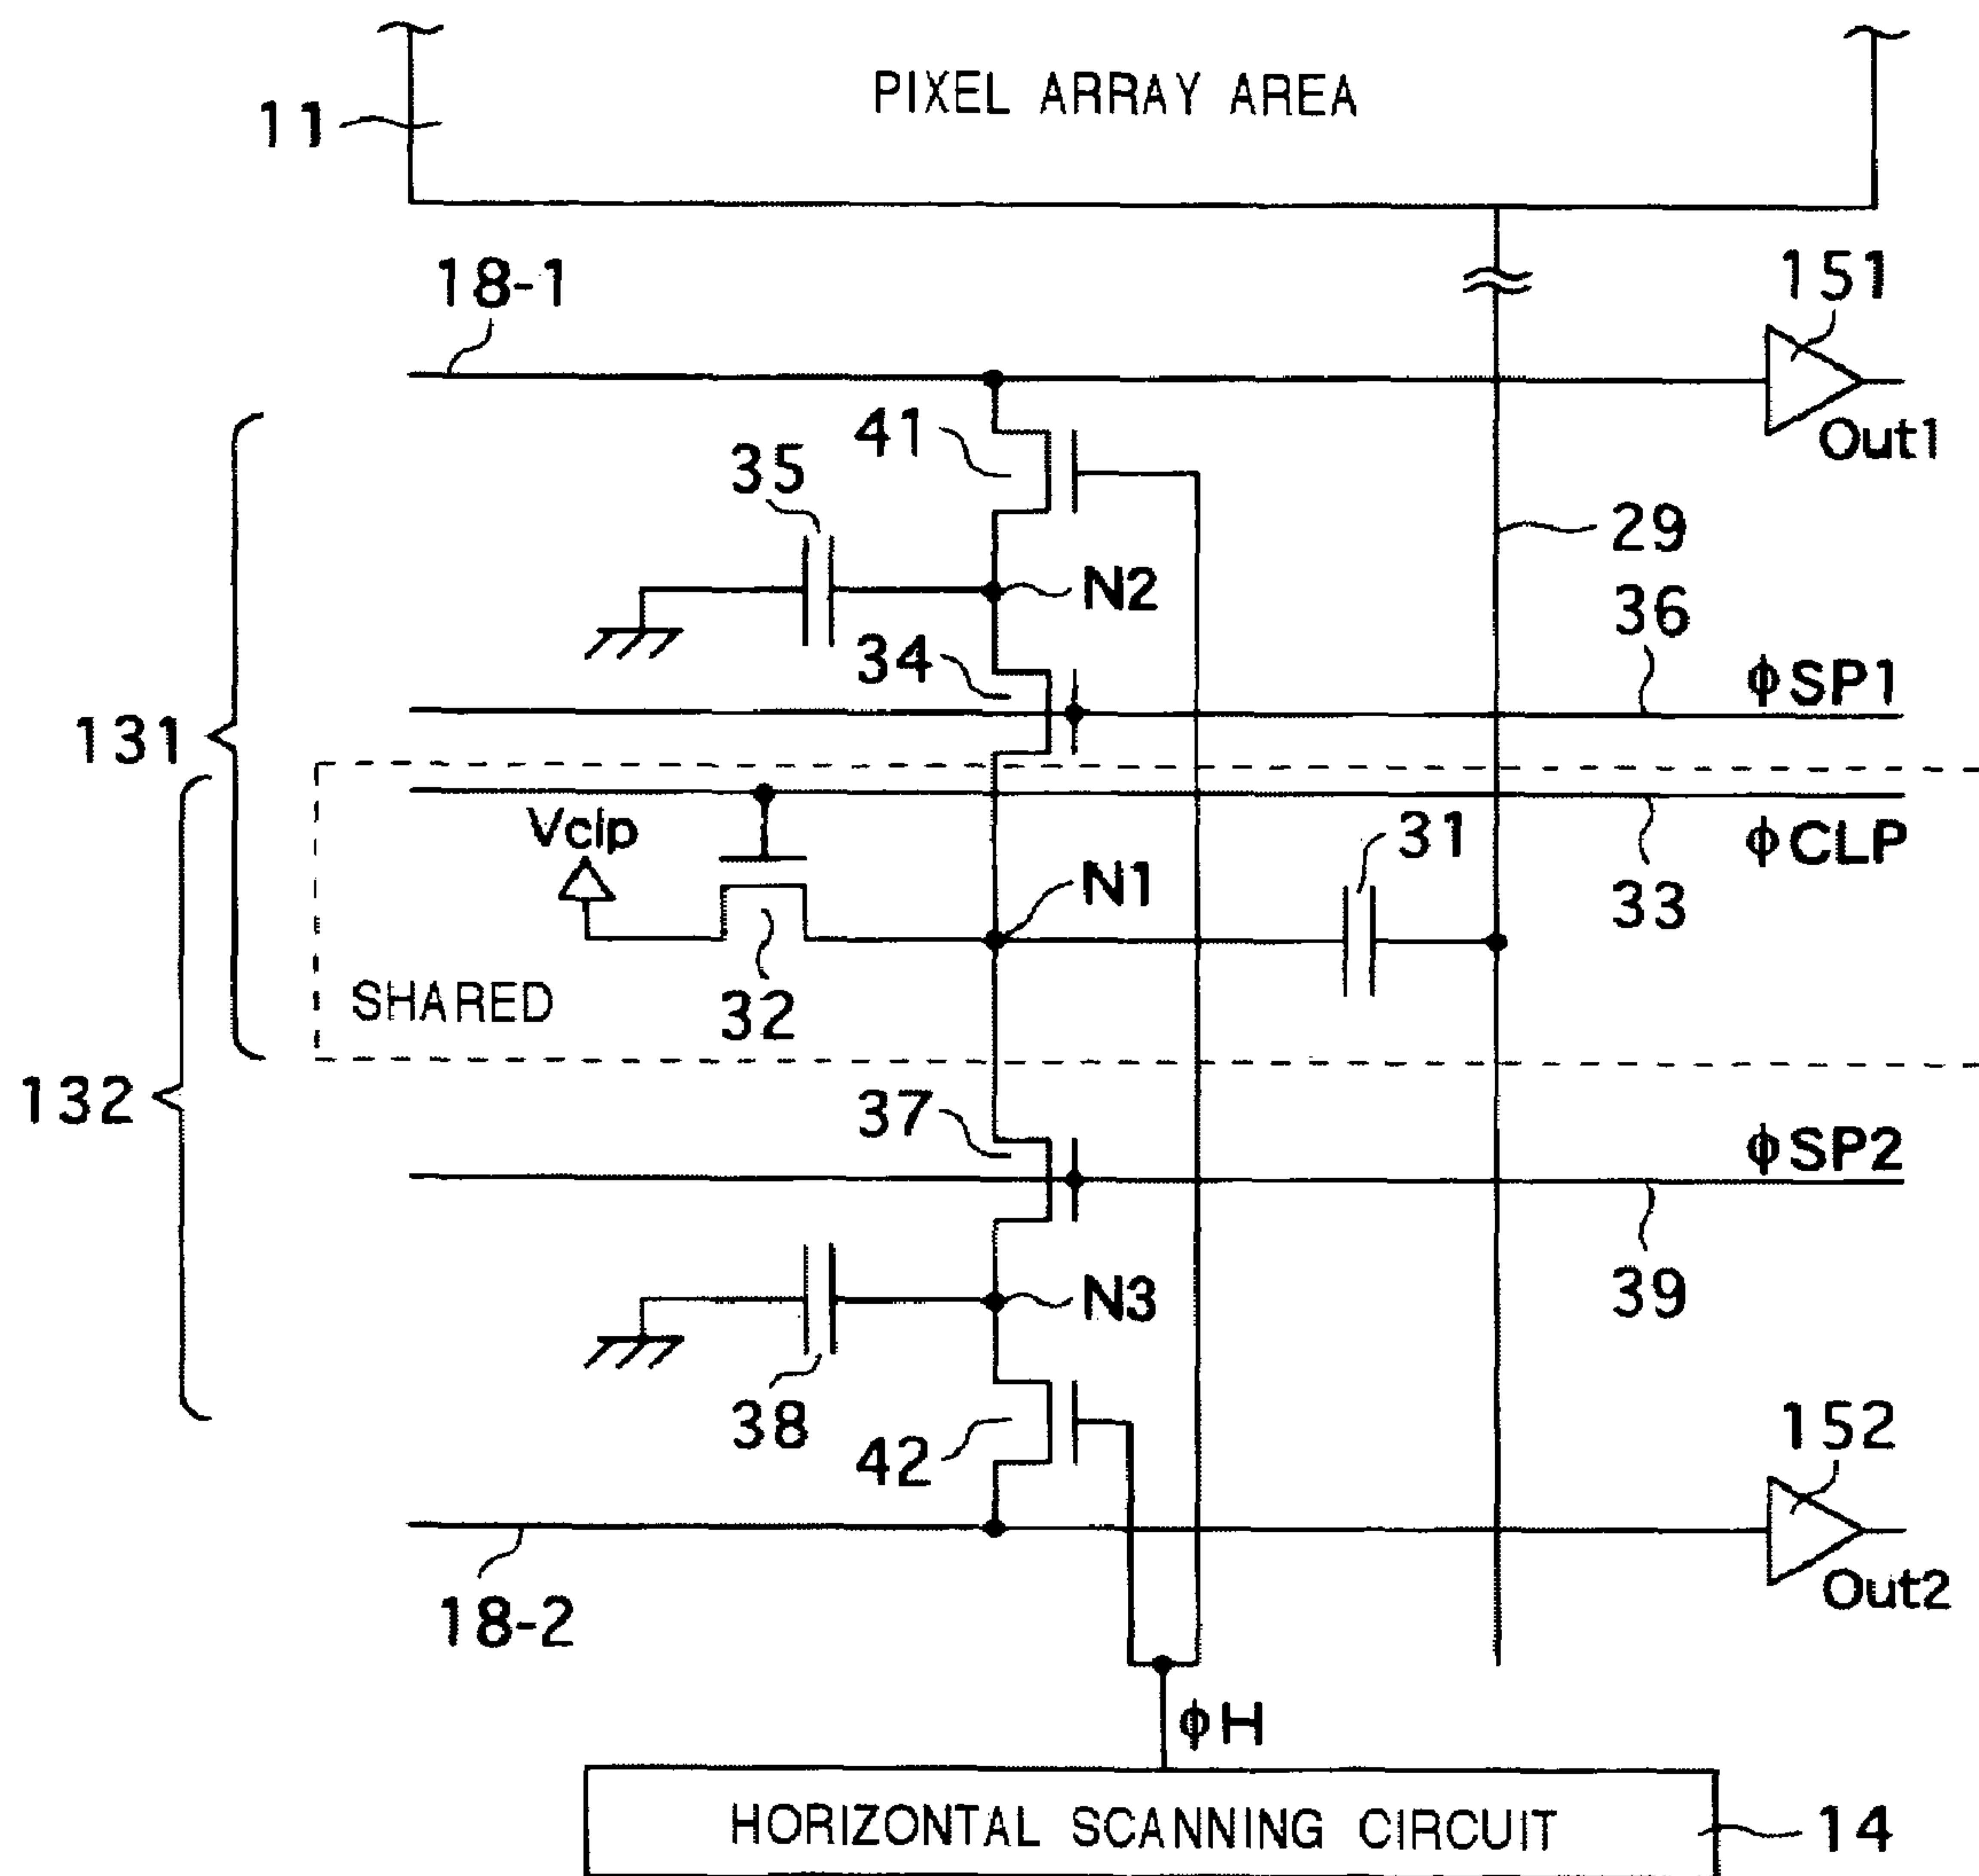 PIXEL ARRAY AREA
11
18-1
151
41
Out1
35
29
N2
36
34
ϕSP1
131
Vclp
31
ϕCLP
N1
33
SHARED
32
132
37
ϕSP2
N3
39
38
42
152
18-2
Out2
ϕH
HORIZONTAL SCANNING CIRCUIT
14